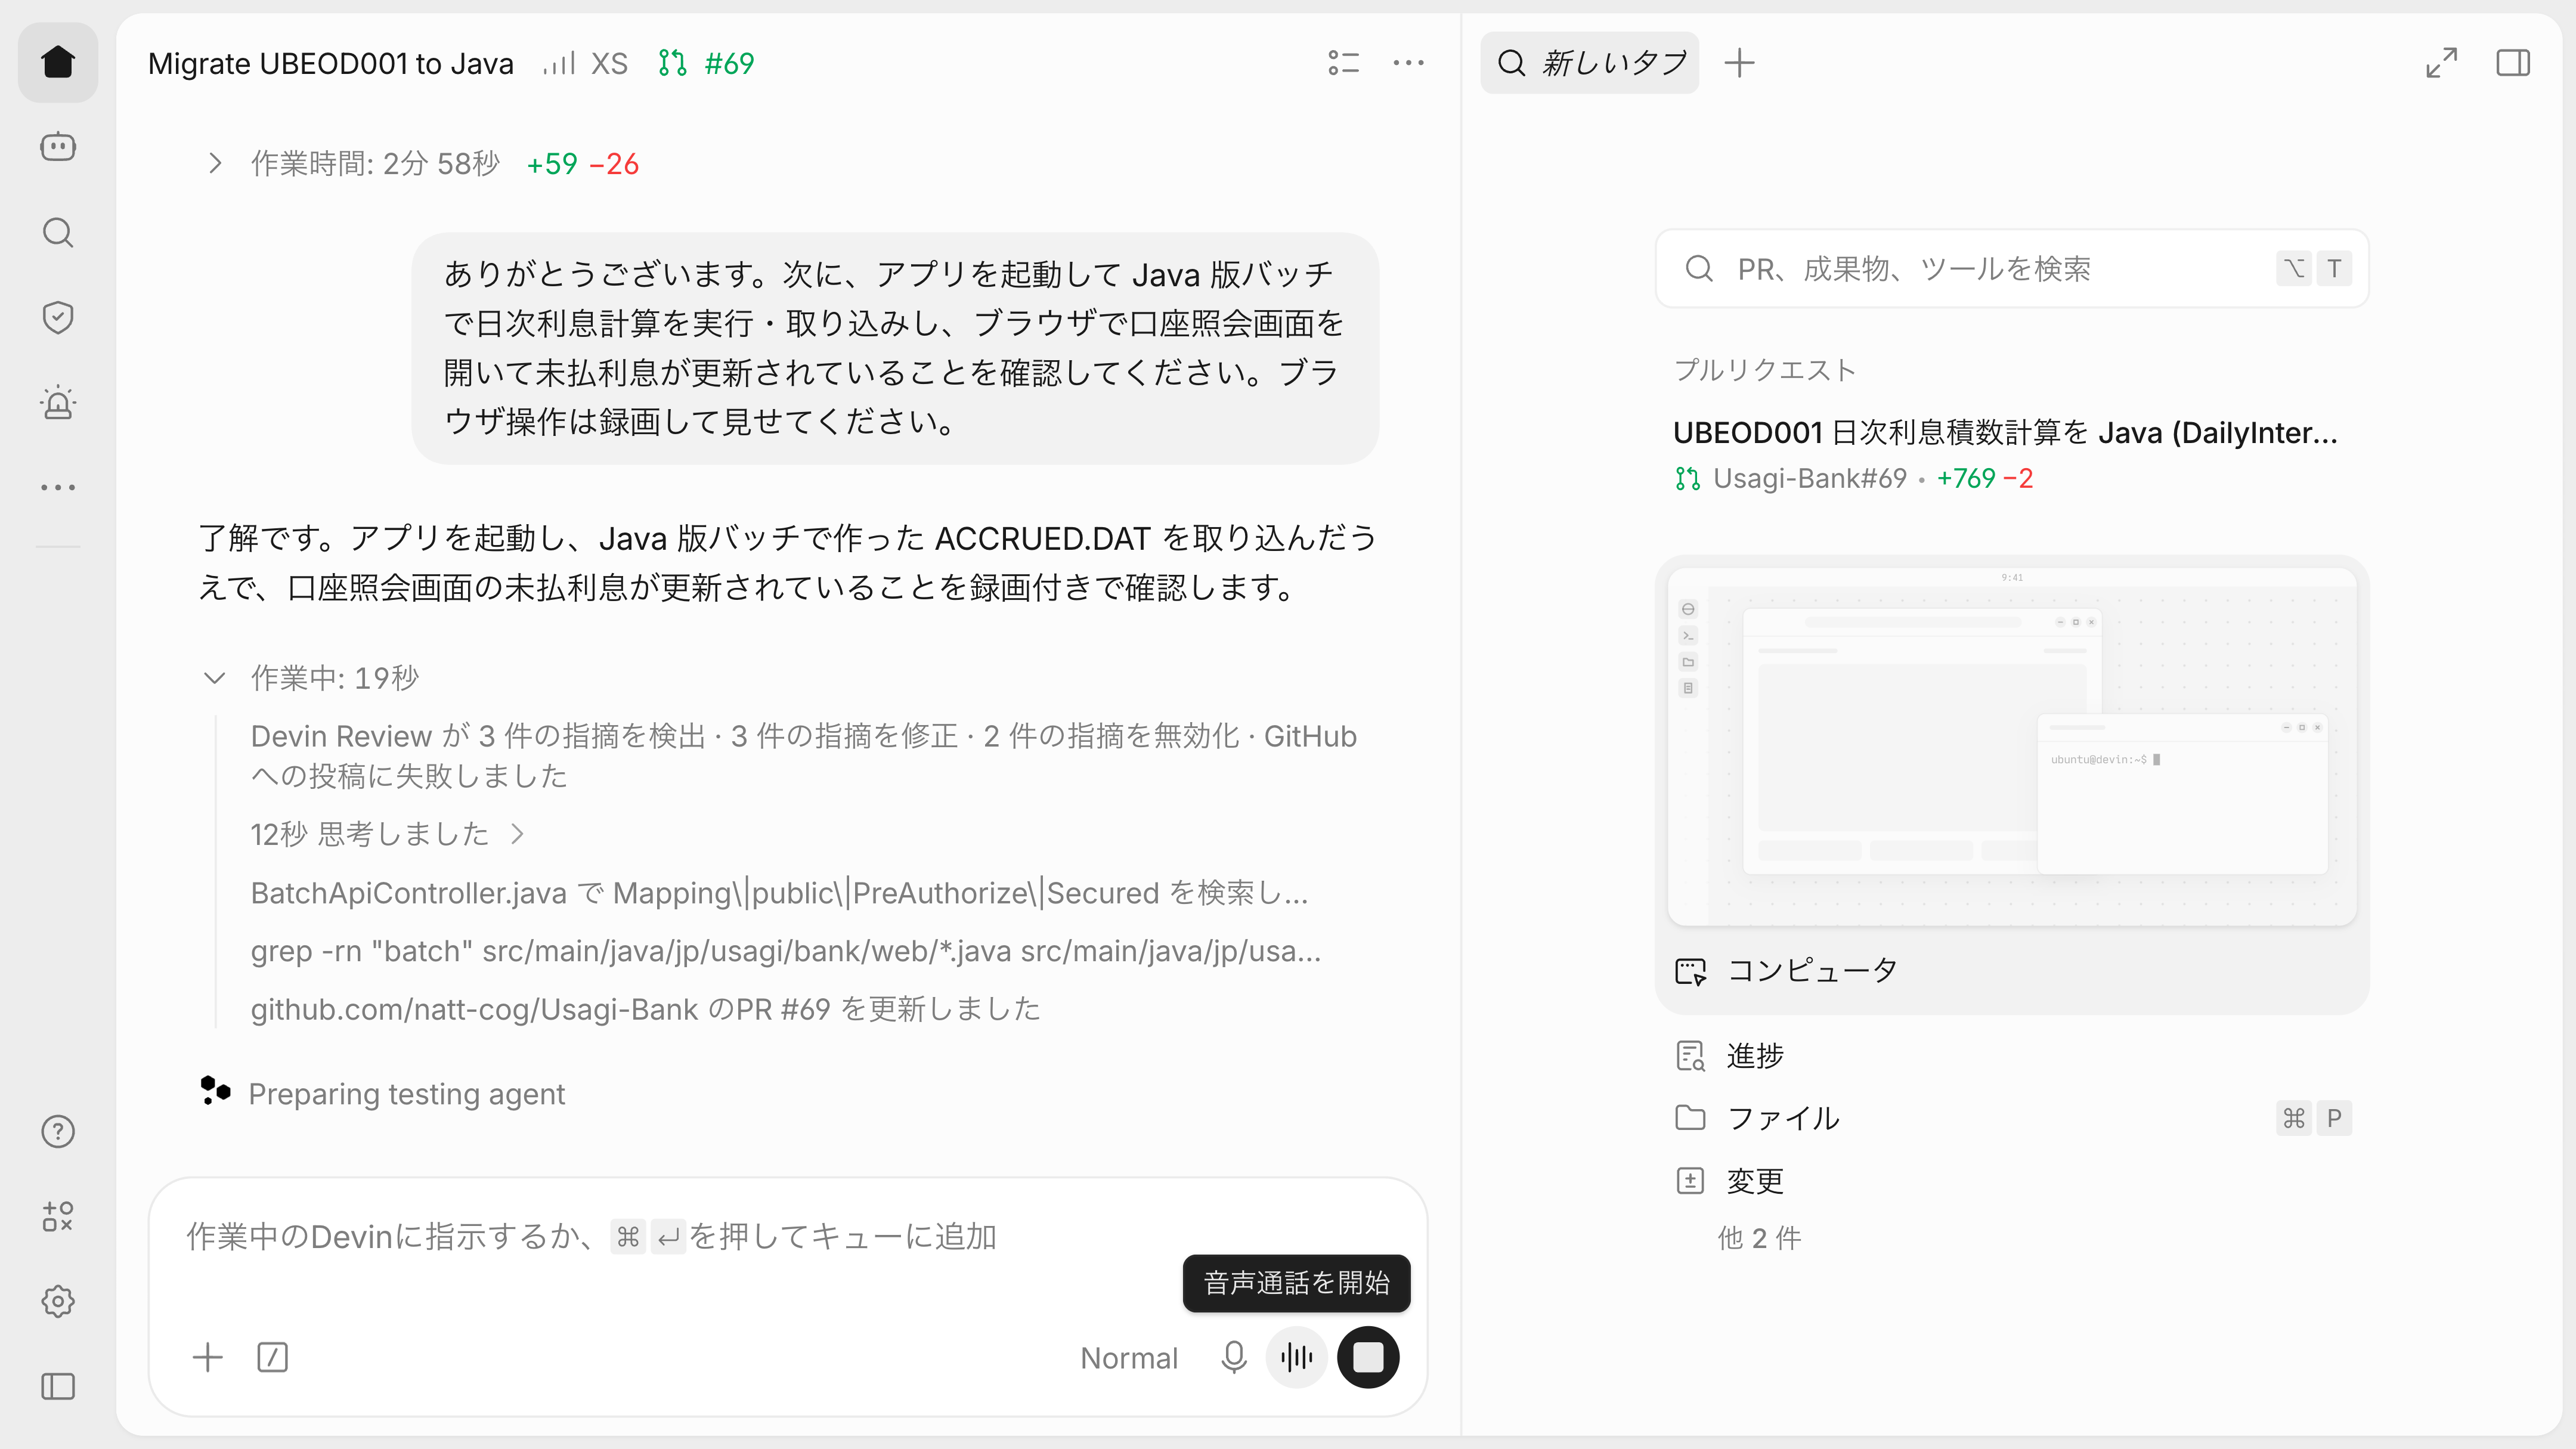 Migrate UBEOD001 to Java XS #69
作業時間: 2分 58秒 +59 −26
ありがとうございます。次に、アプリを起動して Java 版バッチ
で日次利息計算を実行・取り込みし、ブラウザで口座照会画面を
開いて未払利息が更新されていることを確認してください。ブラ
ウザ操作は録画して見せてください。
了解です。アプリを起動し、Java 版バッチで作った ACCRUED.DAT を取り込んだう
えで、口座照会画面の未払利息が更新されていることを録画付きで確認します。
作業中: 19秒
Devin Review が 3 件の指摘を検出 · 3 件の指摘を修正 · 2 件の指摘を無効化 · GitHub
への投稿に失敗しました
12秒 思考しました
BatchApiController.java で Mapping\|public\|PreAuthorize\|Secured を検索し...
grep -rn "batch" src/main/java/jp/usagi/bank/web/*.java src/main/java/jp/usa...
github.com/natt-cog/Usagi-Bank のPR #69 を更新しました
Preparing testing agent
作業中のDevinに指示するか、⌘ ↵ を押してキューに追加
音声通話を開始
Normal
新しいタブ
PR、成果物、ツールを検索 ⌥ T
プルリクエスト
UBEOD001 日次利息積数計算を Java (DailyInter...
Usagi-Bank#69 • +769 −2
9:41
ubuntu@devin:~$
コンピュータ
進捗
ファイル ⌘ P
変更
他 2 件